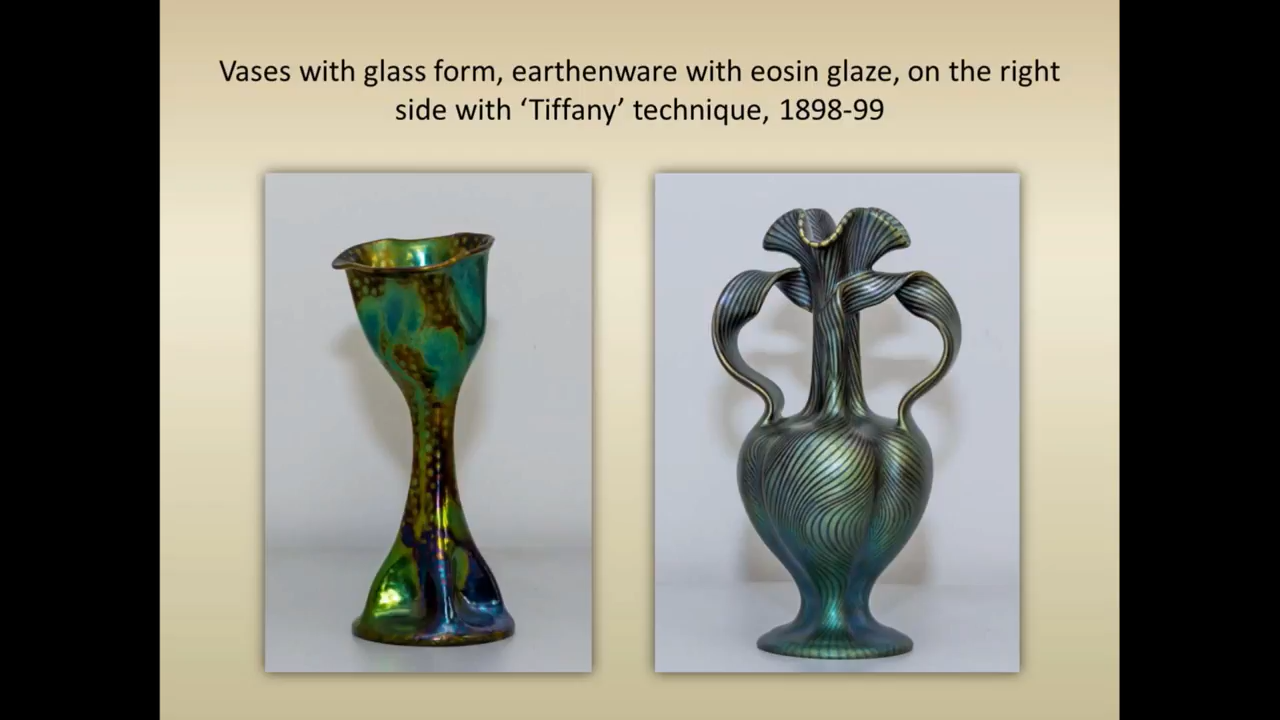 Vases with glass form, earthenware with eosin glaze, on the right
side with ‘Tiffany’ technique, 1898-99